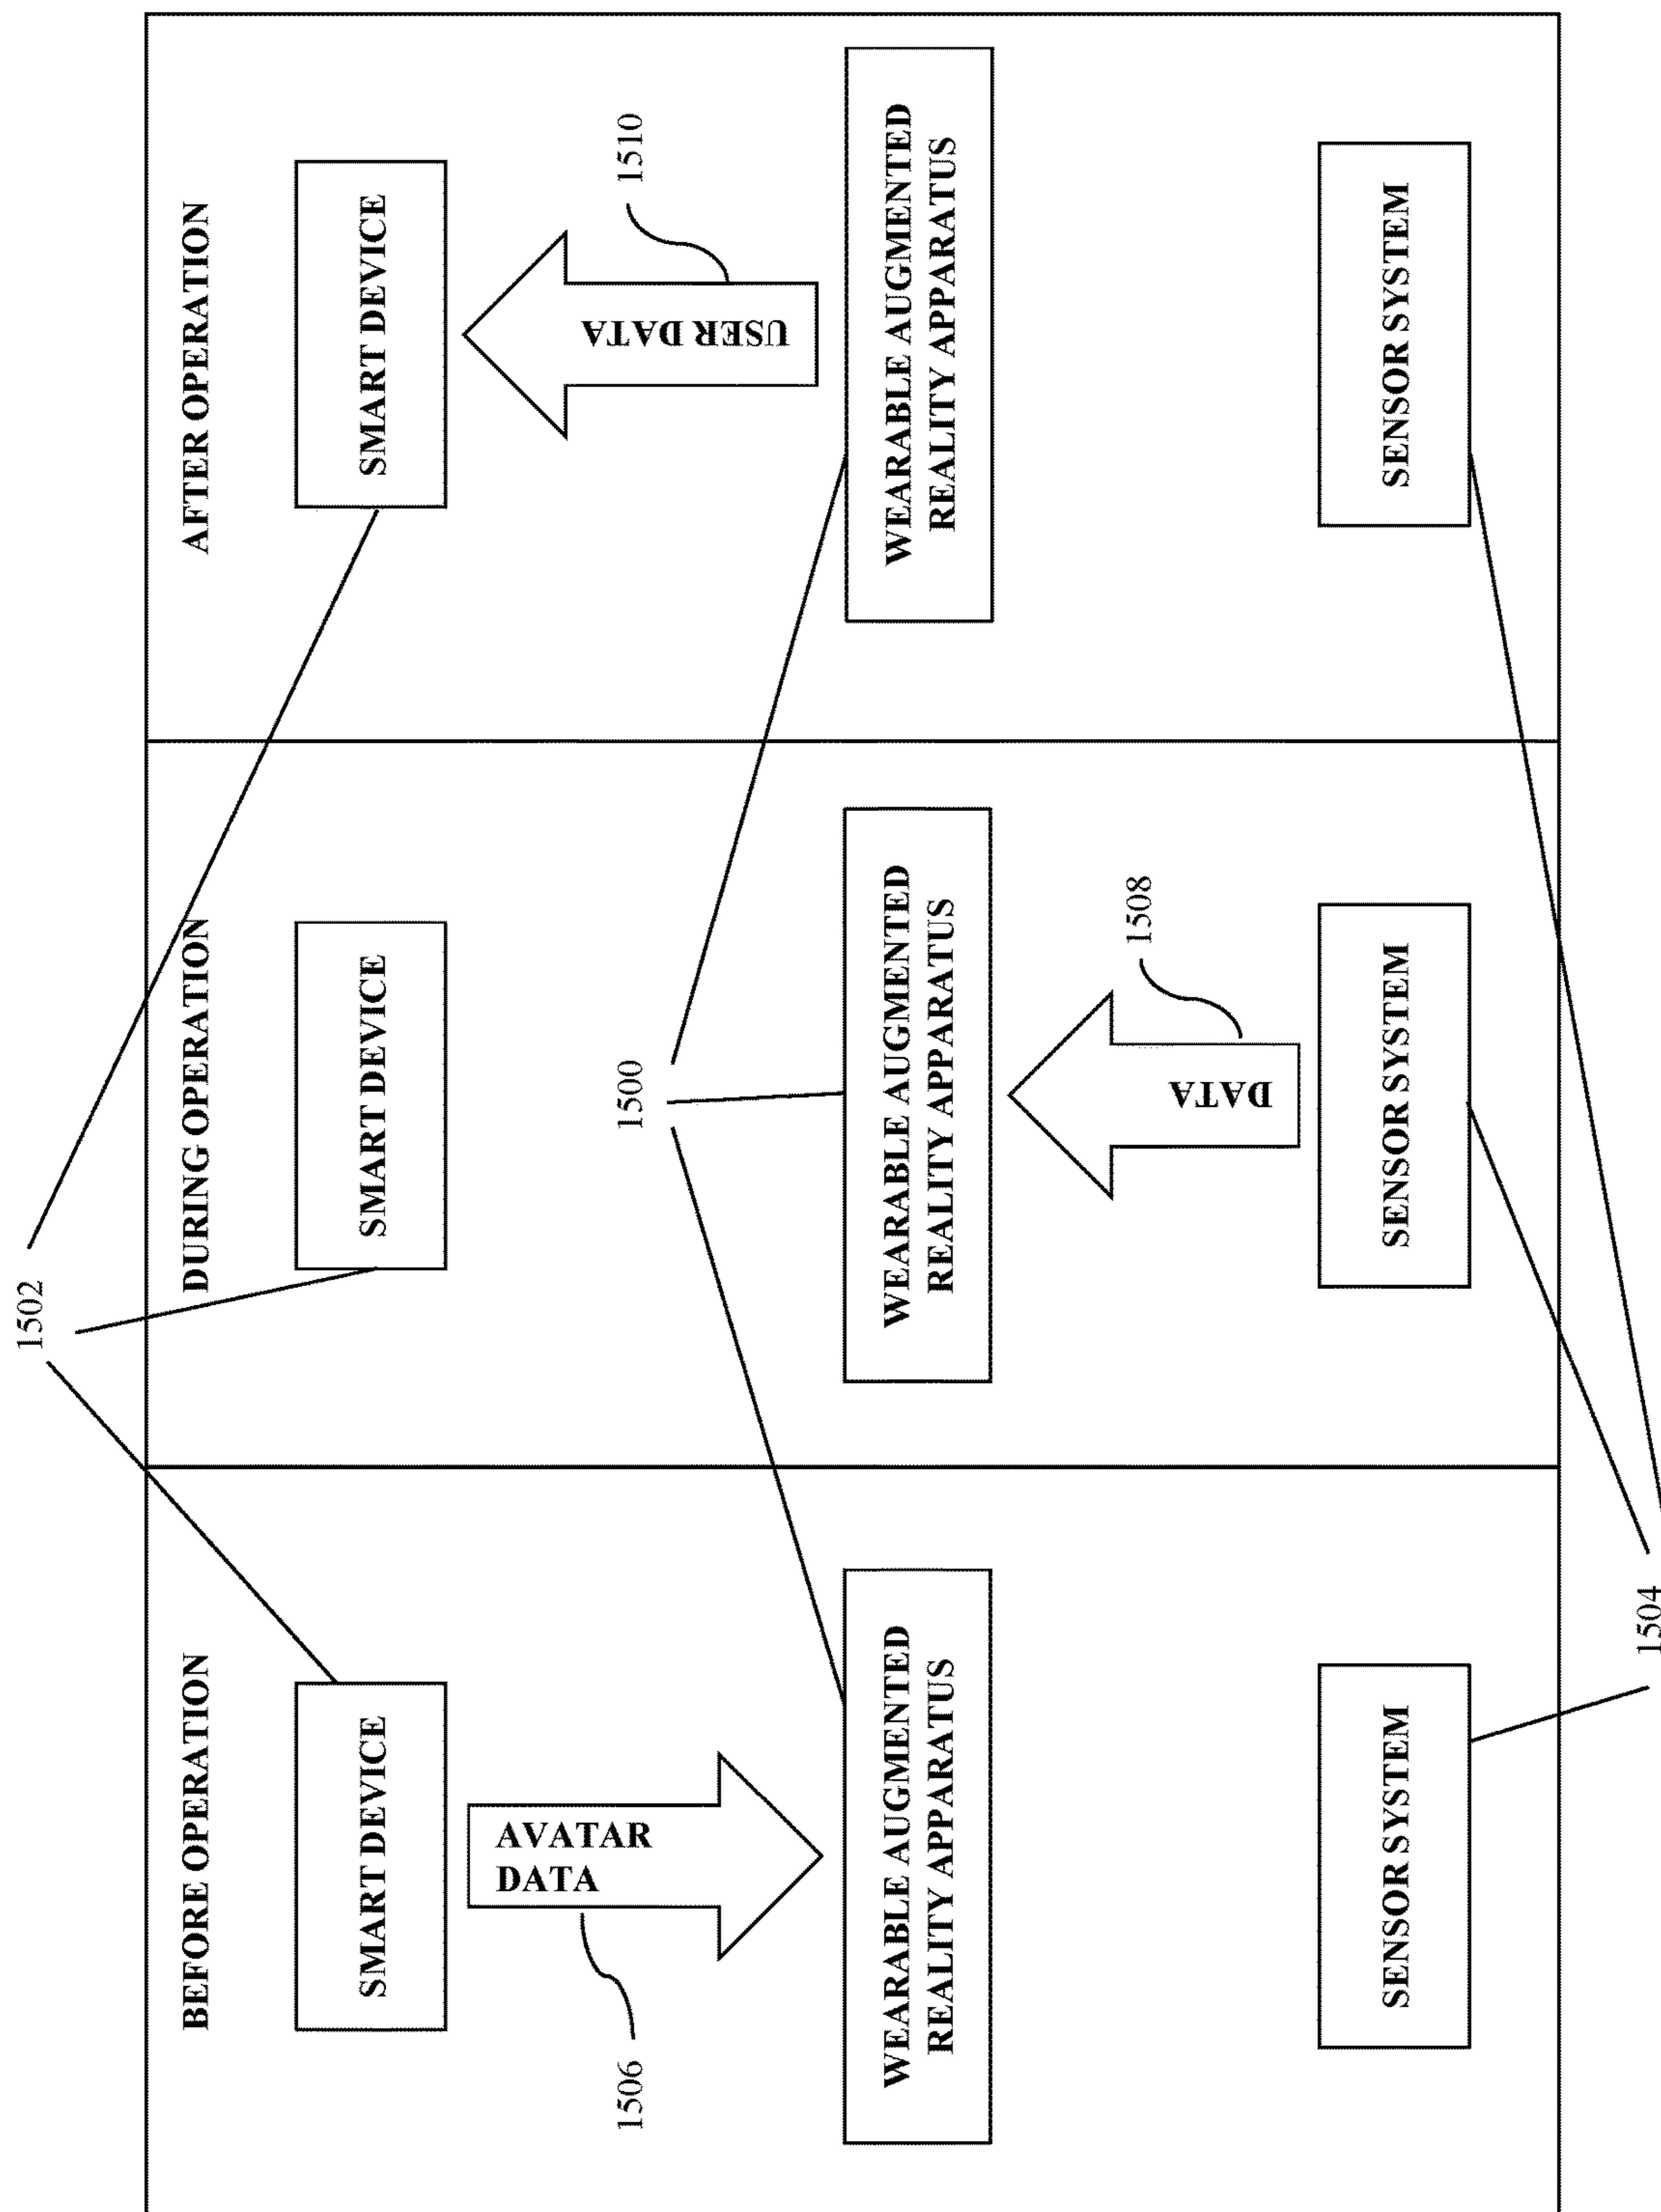 1502
BEFORE OPERATION
SMART DEVICE
1506
AVATAR
DATA
WEARABLE AUGMENTED
REALITY APPARATUS
SENSOR SYSTEM
DURING OPERATION
SMART DEVICE
1500
WEARABLE AUGMENTED
REALITY APPARATUS
1508
DATA
SENSOR SYSTEM
AFTER OPERATION
SMART DEVICE
1510
USER DATA
WEARABLE AUGMENTED
REALITY APPARATUS
SENSOR SYSTEM
1504